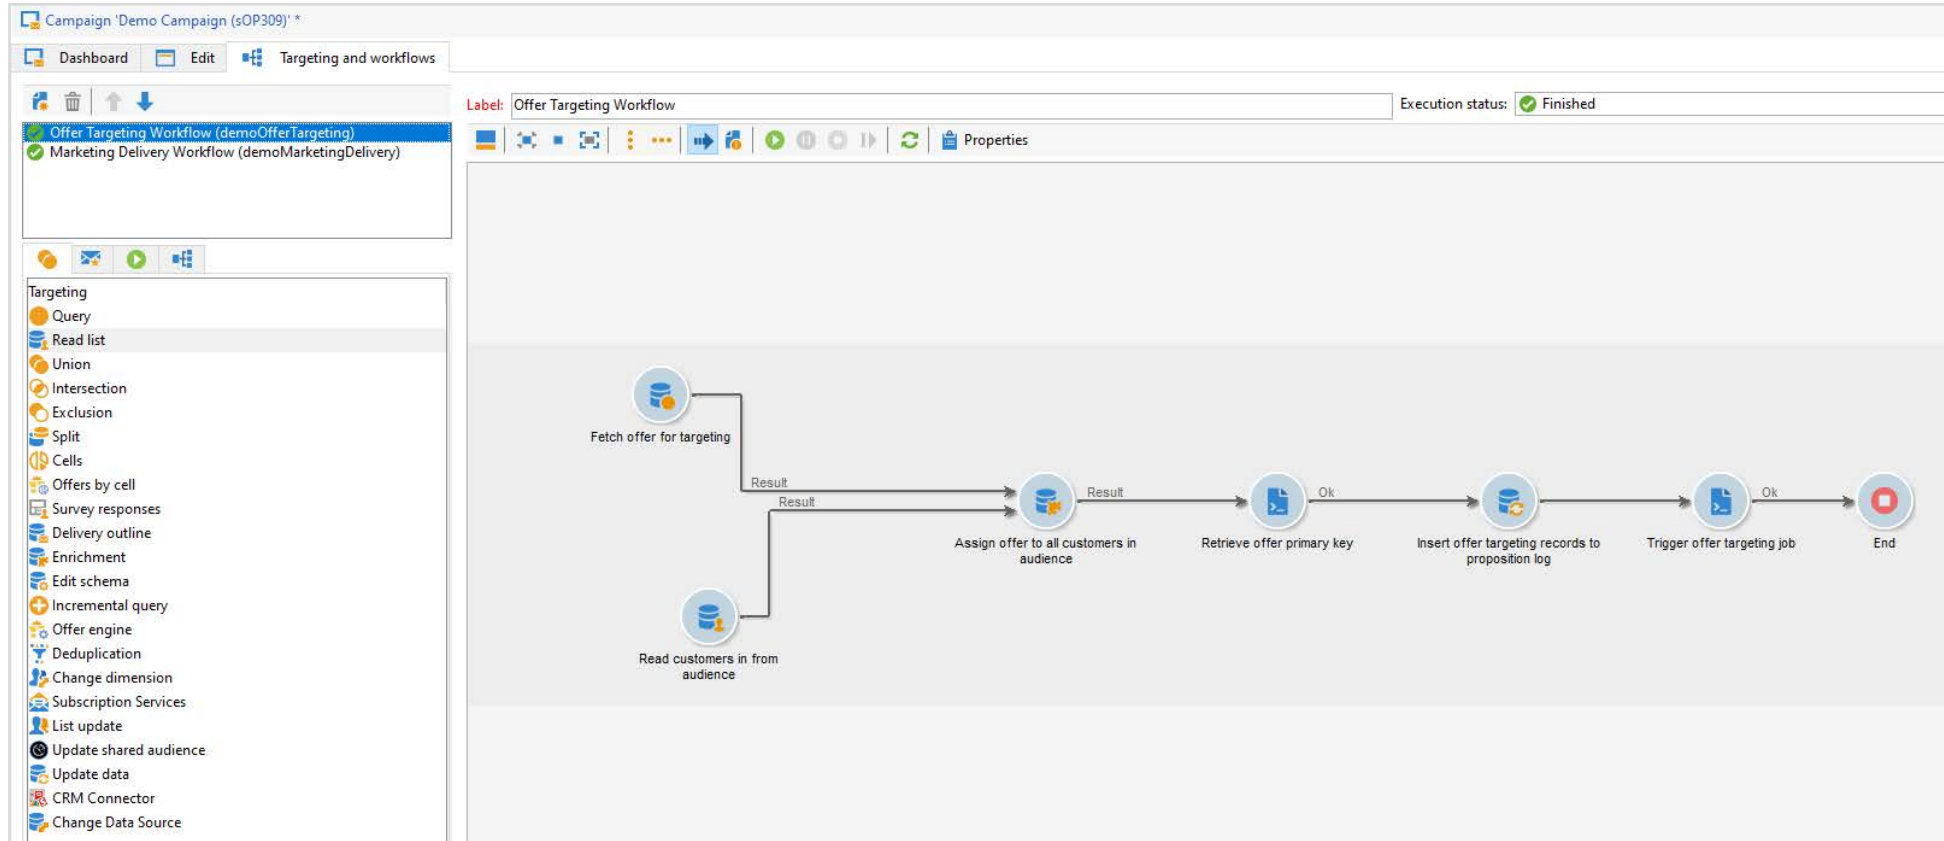 Campaign 'Demo Campaign (sOP309)' *
Dashboard
Edit
Targeting and workflows
Label:
Offer Targeting Workflow
Execution status:
Finished
Offer Targeting Workflow (demoOfferTargeting)
Marketing Delivery Workflow (demoMarketingDelivery)
Properties
Targeting
Query
Read list
Union
Intersection
Exclusion
Split
Cells
Offers by cell
Survey responses
Delivery outline
Enrichment
Edit schema
Incremental query
Offer engine
Deduplication
Change dimension
Subscription Services
List update
Update shared audience
Update data
CRM Connector
Change Data Source
Fetch offer for targeting
Result
Result
Read customers in from
audience
Assign offer to all customers in
audience
Result
Retrieve offer primary key
Ok
Insert offer targeting records to
proposition log
Trigger offer targeting job
Ok
End